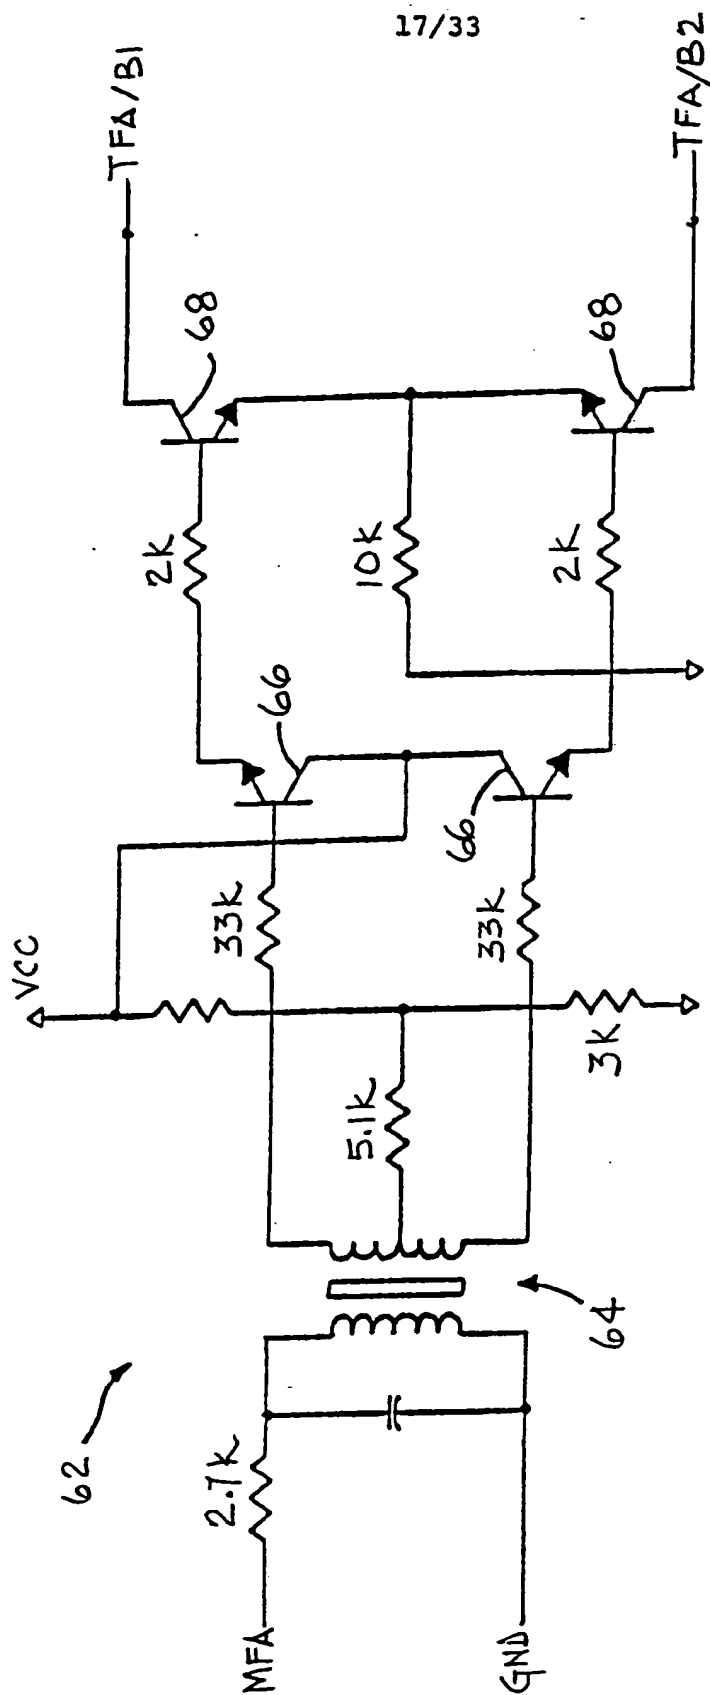 17/33
TFA/B1
TFA/B2
68
68
2K
10K
2K
66
66
33K
33K
VCC
5.1K
3K
64
62
2.7K
MFA
GND